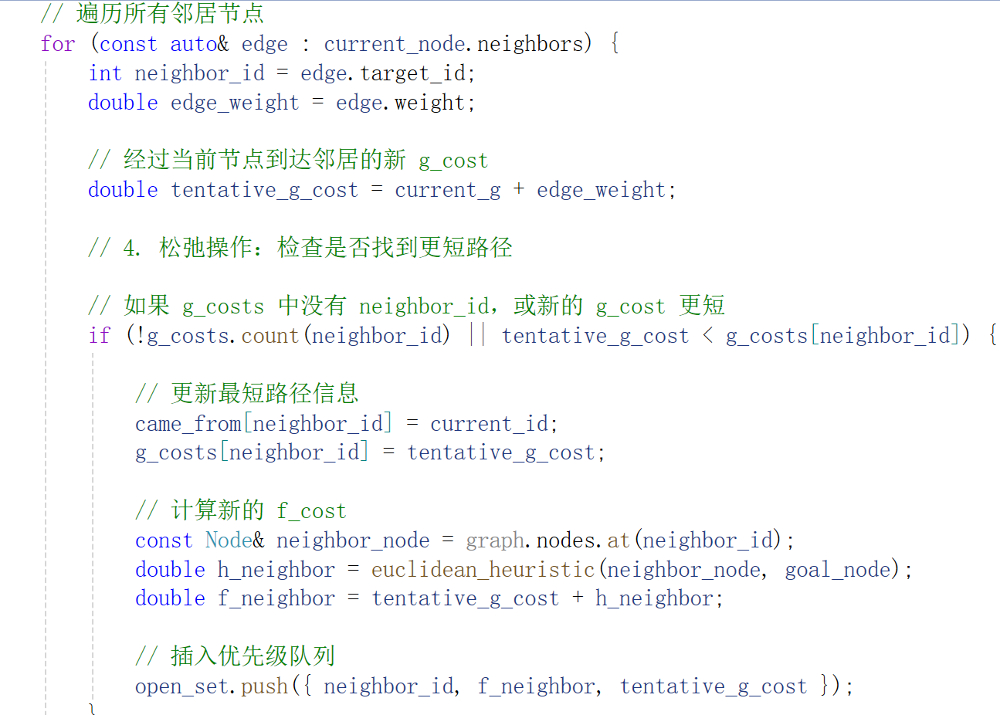 // 遍历所有邻居节点
for (const auto& edge : current_node.neighbors) {
int neighbor_id = edge.target_id;
double edge_weight = edge.weight;
// 经过当前节点到达邻居的新 g_cost
double tentative_g_cost = current_g + edge_weight;
// 4. 松弛操作：检查是否找到更短路径
// 如果 g_costs 中没有 neighbor_id，或新的 g_cost 更短
if (!g_costs.count(neighbor_id) || tentative_g_cost < g_costs[neighbor_id]) {
// 更新最短路径信息
came_from[neighbor_id] = current_id;
g_costs[neighbor_id] = tentative_g_cost;
// 计算新的 f_cost
const Node& neighbor_node = graph.nodes.at(neighbor_id);
double h_neighbor = euclidean_heuristic(neighbor_node, goal_node);
double f_neighbor = tentative_g_cost + h_neighbor;
// 插入优先级队列
open_set.push({ neighbor_id, f_neighbor, tentative_g_cost });
}